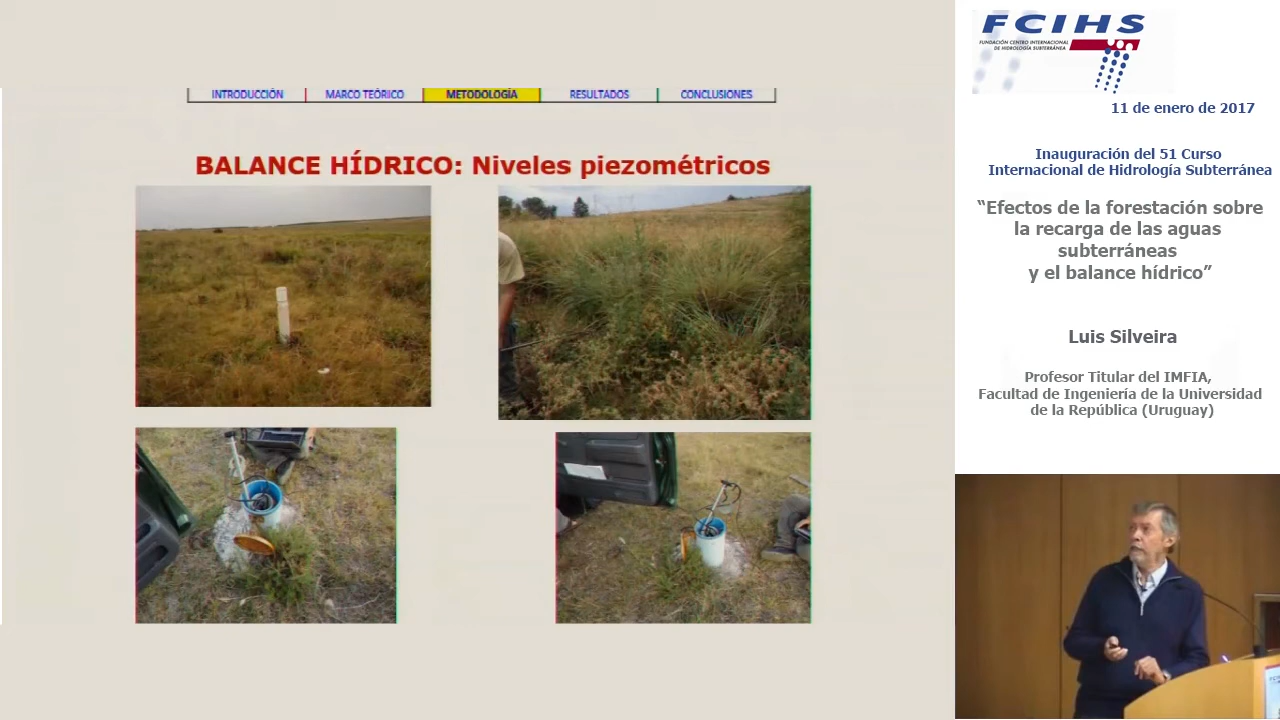 INTRODUCCIÓN MARCO TEÓRICO METODOLOGÍA RESULTADOS CONCLUSIONES
BALANCE HÍDRICO: Niveles piezométricos
FCIHS
FUNDACIÓN CENTRO INTERNACIONAL
DE HIDROLOGÍA SUBTERRÁNEA
11 de enero de 2017
Inauguración del 51 Curso
Internacional de Hidrología Subterránea
“Efectos de la forestación sobre
la recarga de las aguas
subterráneas
y el balance hídrico”
Luis Silveira
Profesor Titular del IMFIA,
Facultad de Ingeniería de la Universidad
de la República (Uruguay)
FCIHS